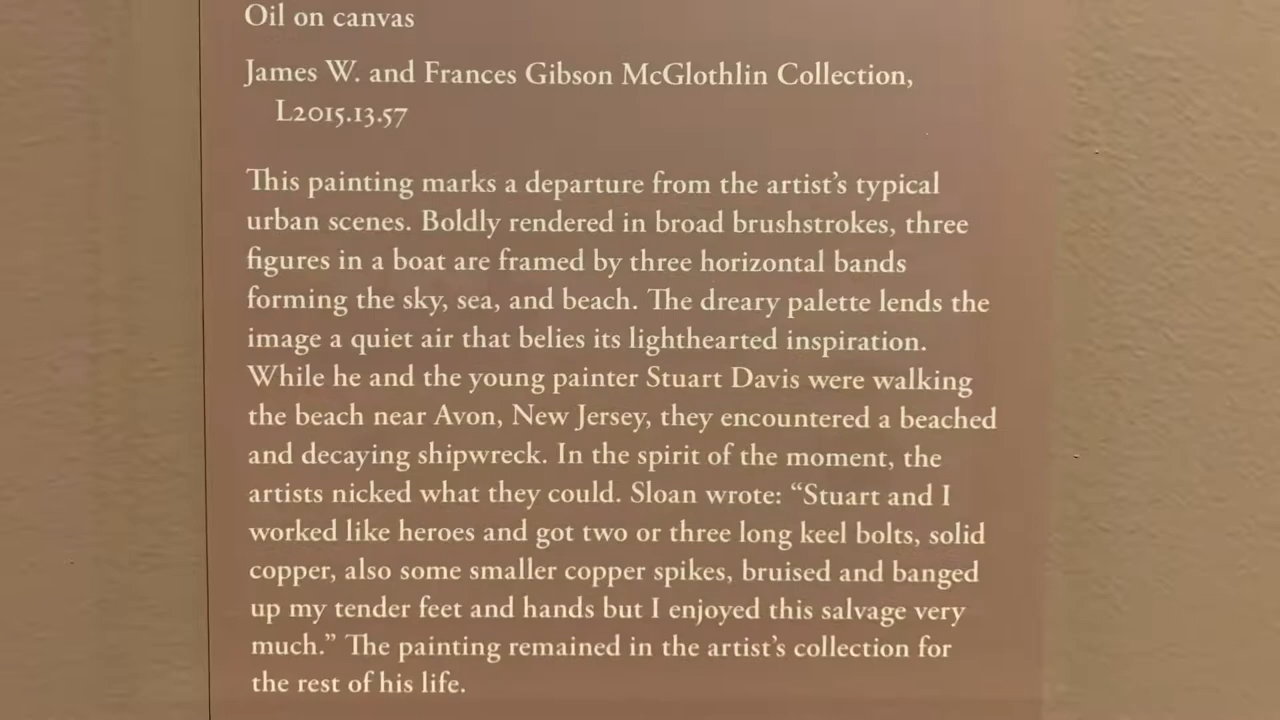 Oil on canvas
James W. and Frances Gibson McGlothlin Collection,
L2015.13.57
This painting marks a departure from the artist’s typical
urban scenes. Boldly rendered in broad brushstrokes, three
figures in a boat are framed by three horizontal bands
forming the sky, sea, and beach. The dreary palette lends the
image a quiet air that belies its lighthearted inspiration.
While he and the young painter Stuart Davis were walking
the beach near Avon, New Jersey, they encountered a beached
and decaying shipwreck. In the spirit of the moment, the
artists nicked what they could. Sloan wrote: “Stuart and I
worked like heroes and got two or three long keel bolts, solid
copper, also some smaller copper spikes, bruised and banged
up my tender feet and hands but I enjoyed this salvage very
much.” The painting remained in the artist’s collection for
the rest of his life.